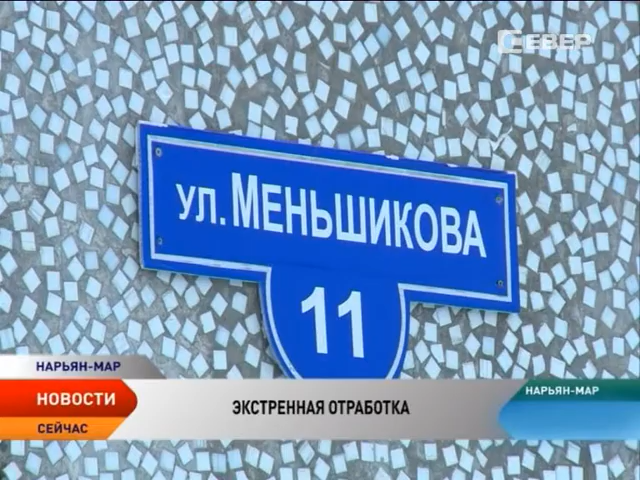 СЕВЕР
ул. МЕНЬШИКОВА
11
НАРЬЯН-МАР
НОВОСТИ
СЕЙЧАС
ЭКСТРЕННАЯ ОТРАБОТКА
НАРЬЯН-МАР